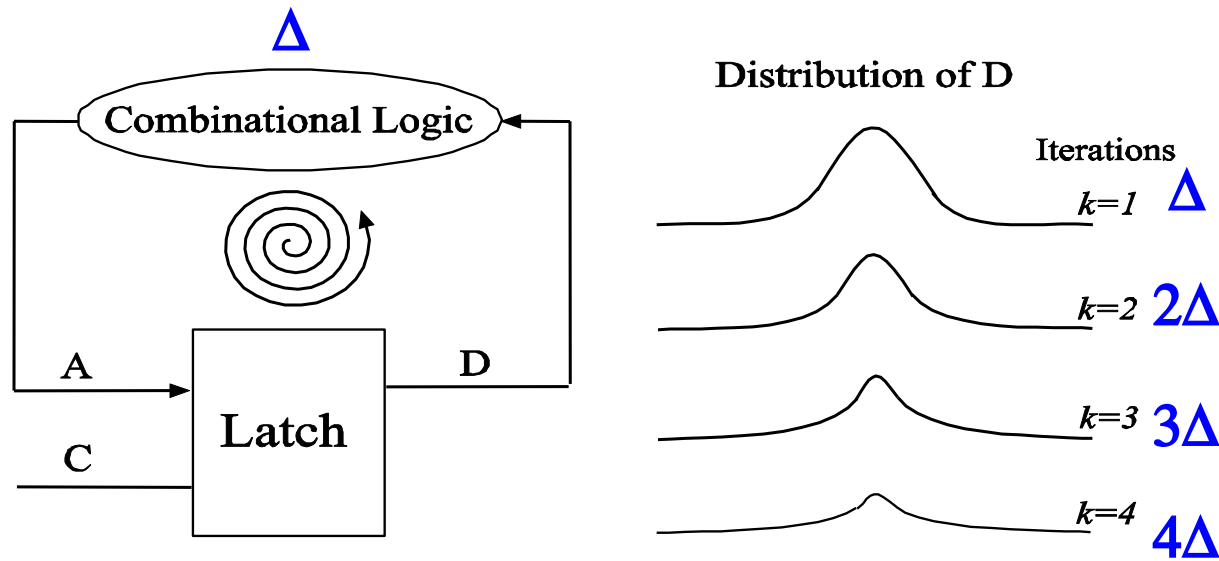 Δ
Combinational Logic
A
D
Latch
C
Distribution of D
Iterations
k=1 Δ
k=2 2Δ
k=3 3Δ
k=4 4Δ